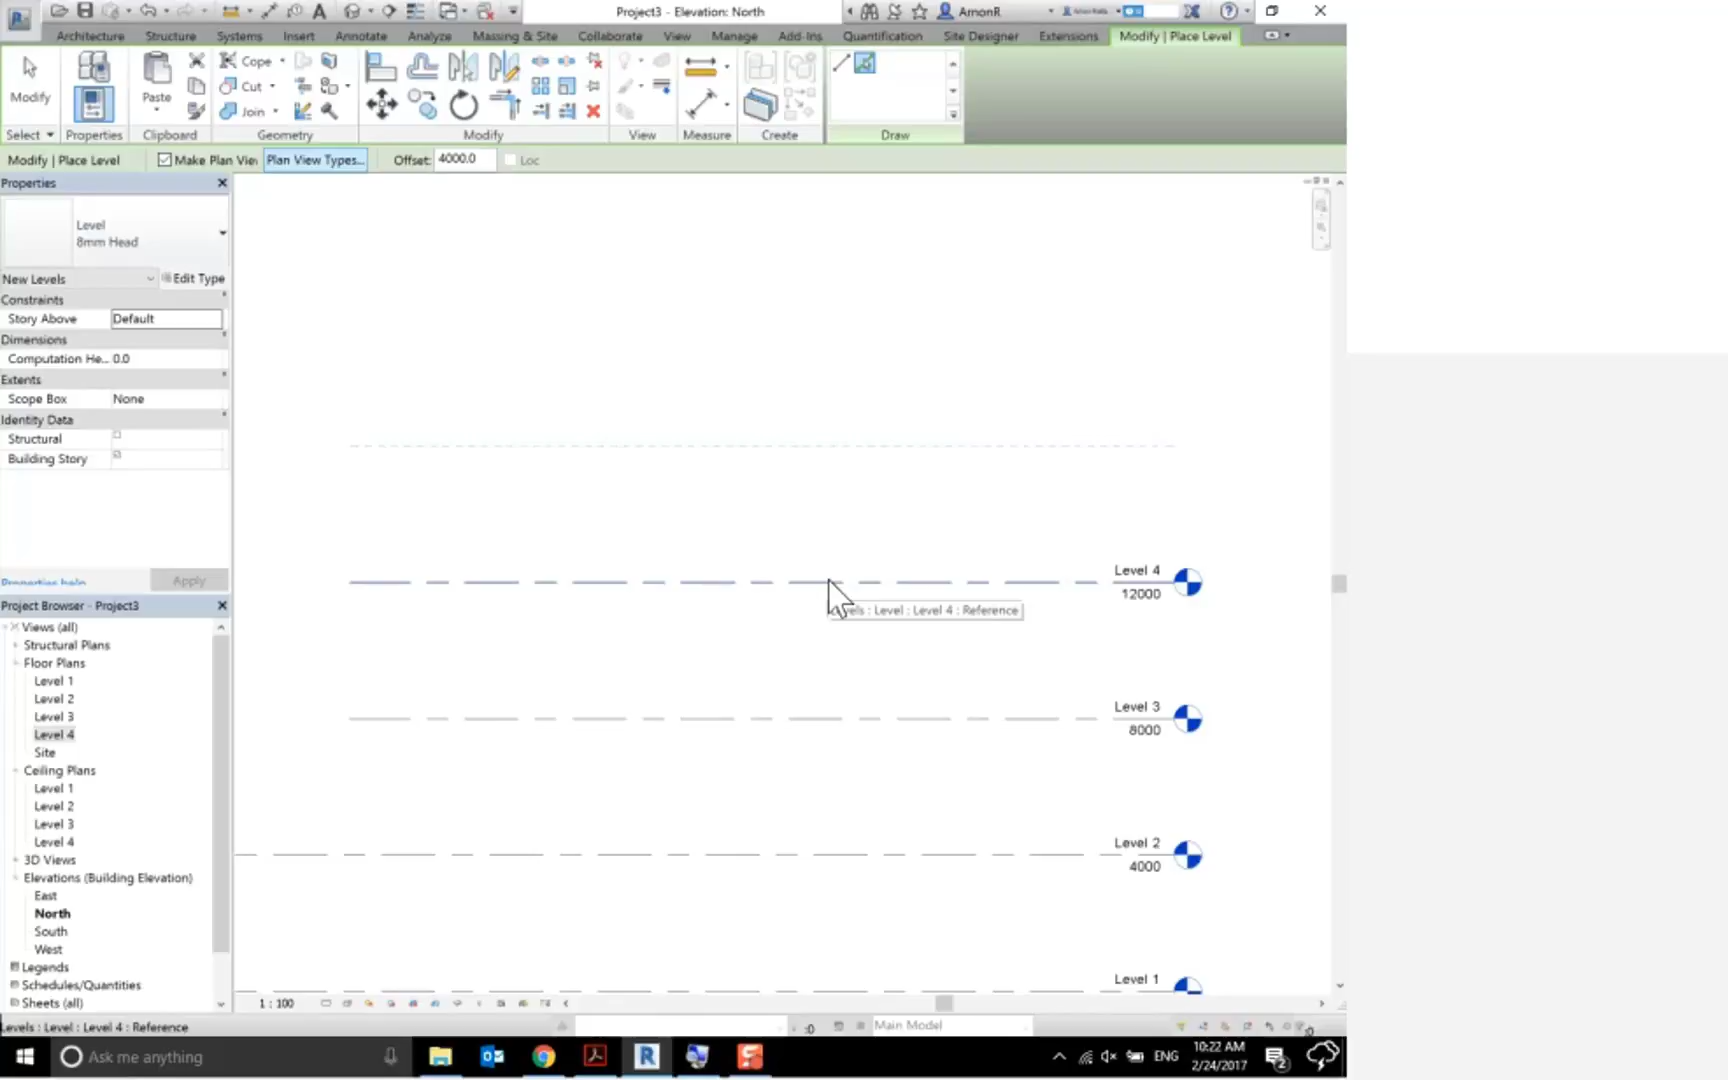 Project3 - Elevation: North
AmonR
Architecture Structure Systems Insert Annotate Analyze Massing & Site Collaborate View Manage Add-Ins Quantification Site Designer Extensions Modify | Place Level
Modify
Paste
Cope
Cut
Join
Select Properties Clipboard Geometry Modify View Measure Create Draw
Modify | Place Level Make Plan Vie Plan View Types... Offset: 4000.0 Loc
Properties
Level
8mm Head
New Levels Edit Type
Constraints
Story Above Default
Dimensions
Computation He... 0.0
Extents
Scope Box None
Identity Data
Structural
Building Story
Properties help Apply
Project Browser - Project3
Views (all)
Structural Plans
Floor Plans
Level 1
Level 2
Level 3
Level 4
Site
Ceiling Plans
Level 1
Level 2
Level 3
Level 4
3D Views
Elevations (Building Elevation)
East
North
South
West
Legends
Schedules/Quantities
Sheets (all)
Level 4
12000
: Level : Level 4 : Reference
Level 3
8000
Level 2
4000
Level 1
1 : 100
Levels : Level : Level 4 : Reference
:0 Main Model
Ask me anything
ENG
10:22 AM
2/24/2017
2